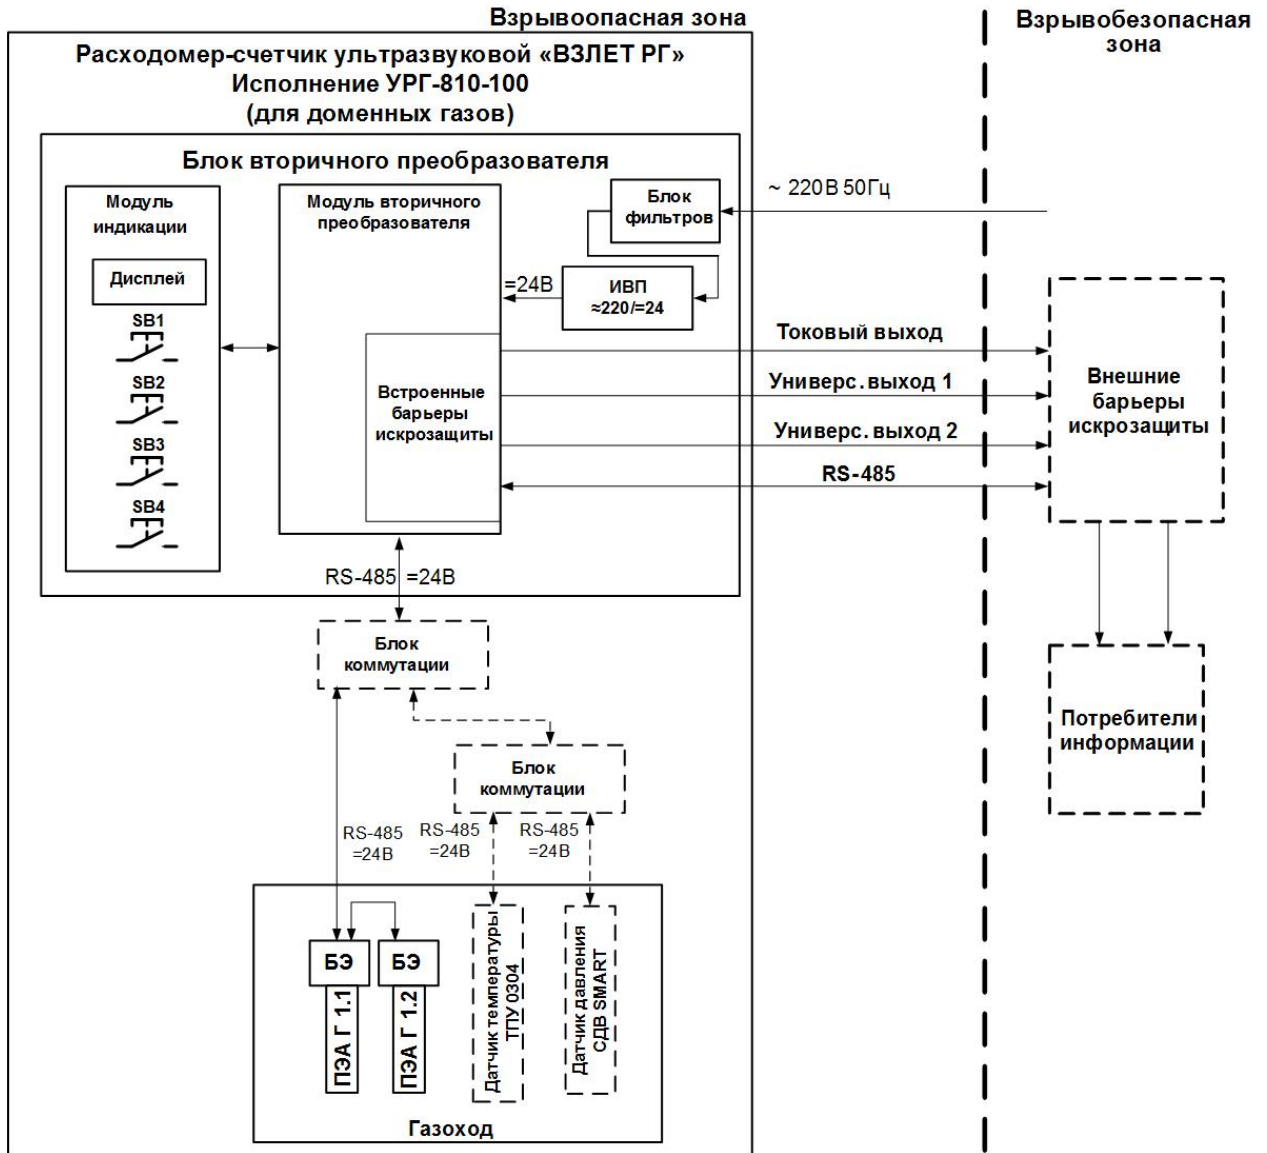 Взрывоопасная зона
Взрывобезопасная
зона
Расходомер-счетчик ультразвуковой «ВЗЛЕТ РГ»
Исполнение УРГ-810-100
(для доменных газов)
Блок вторичного преобразователя
Модуль
индикации
Дисплей
SB1
SB2
SB3
SB4
Модуль вторичного
преобразователя
Встроенные
барьеры
искрозащиты
Блок
фильтров
~ 220В 50Гц
=24В
ИВП
≈220/=24
Токовый выход
Универс. выход 1
Универс. выход 2
RS-485
Внешние
барьеры
искрозащиты
Потребители
информации
RS-485 =24В
Блок
коммутации
Блок
коммутации
RS-485
=24В
RS-485
=24В
RS-485
=24В
БЭ
БЭ
ПЭА Г 1.1
ПЭА Г 1.2
Датчик температуры
ТПУ 0304
Датчик давления
СДВ SMART
Газоход